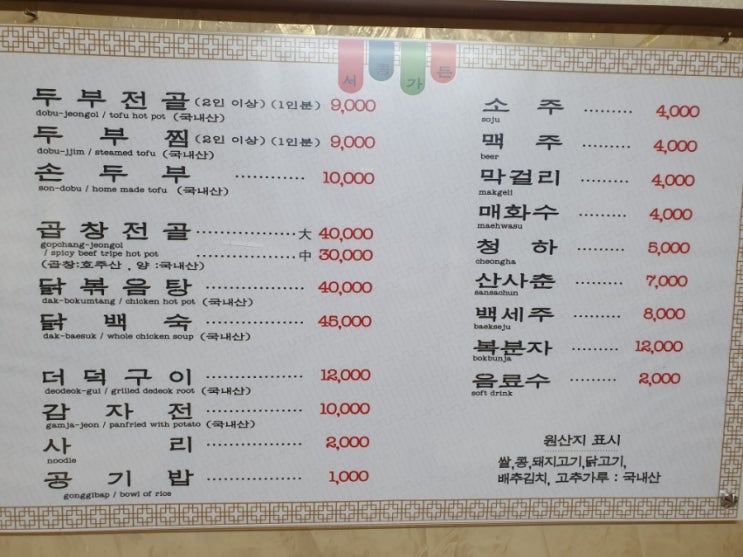 서종가든
두부전골 (2인 이상) (1인분) 9,000
dobu-jeongol / tofu hot pot (국내산)
두부찜 (2인 이상) (1인분) 9,000
dobu-jjim / steamed tofu (국내산)
손두부 ............ 10,000
son-dobu / home made tofu (국내산)
곱창전골 ............... 大 40,000
gopchang-jeongol
/ spicy beef tripe hot pot ............ 中 30,000
(곱창:호주산 , 양 :국내산)
닭볶음탕 ............... 40,000
dak-bokumtang / chicken hot pot (국내산)
닭백숙 ............... 45,000
dak-baesuk / whole chicken soup (국내산)
더덕구이 ............ 12,000
deodeok-gui / grilled dedeok root (국내산)
감자전 ............ 10,000
gamja-jeon / panfried with potato (국내산)
사리 ............ 2,000
noodle
공기밥 ............ 1,000
gonggibap / bowl of rice
소주 ......... 4,000
soju
맥주 ......... 4,000
beer
막걸리 ......... 4,000
makgeli
매화수 ......... 4,000
maehwasu
청하 ......... 5,000
cheongha
산사춘 ......... 7,000
sansachun
백세주 ......... 8,000
baekseju
복분자 ......... 12,000
bokbunja
음료수 ......... 2,000
soft drink
원산지 표시
쌀,콩,돼지고기,닭고기,
배추김치, 고추가루 : 국내산